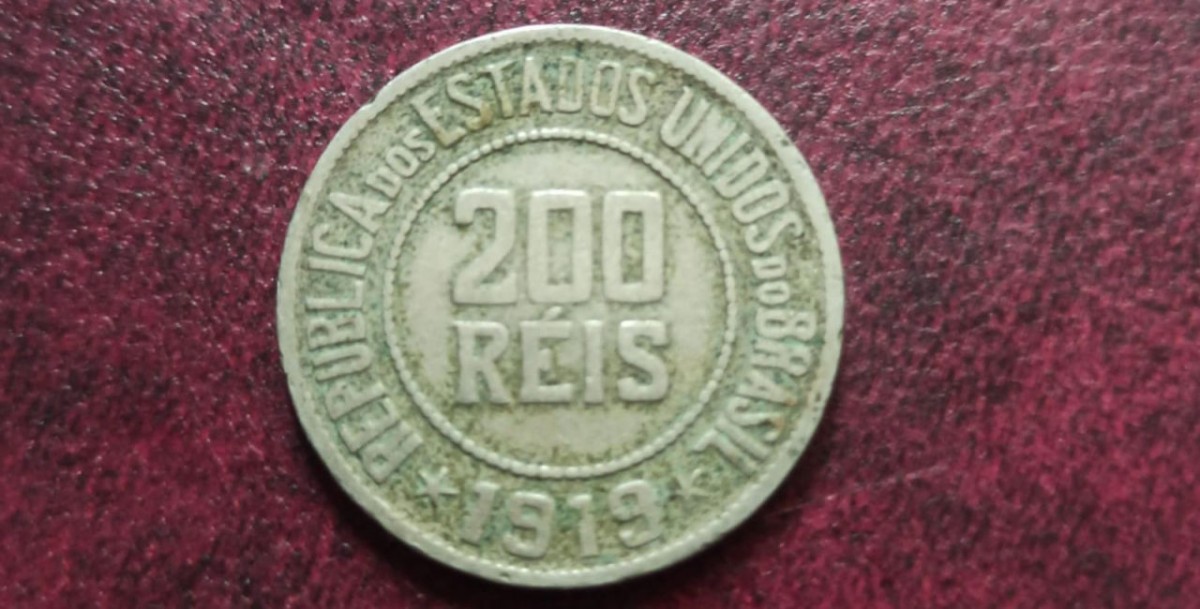 REPUBLICA DOS ESTADOS UNIDOS DO BRASIL
200
RÉIS
* 1919 *